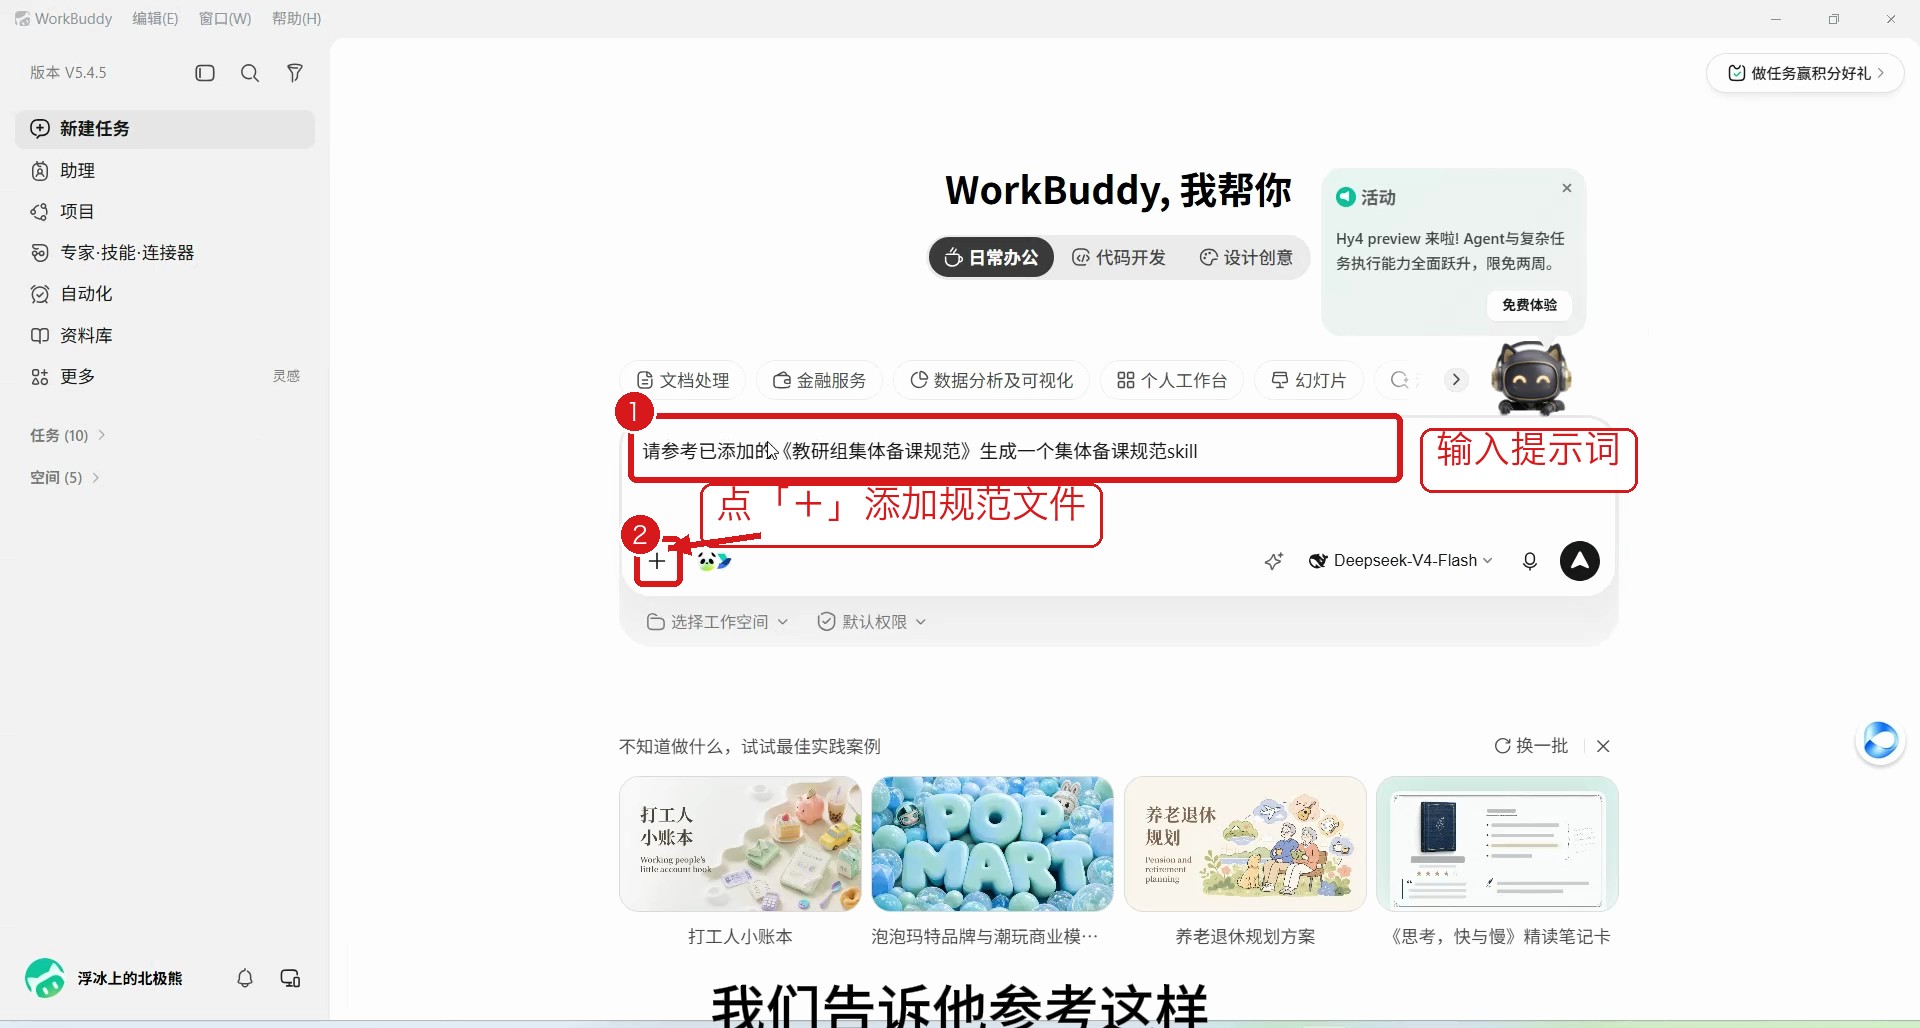 WorkBuddy 编辑(E) 窗口(W) 帮助(H)
版本 V5.4.5
做任务赢积分好礼
新建任务
助理
项目
专家·技能·连接器
自动化
资料库
更多 灵感
任务 (10)
空间 (5)
WorkBuddy, 我帮你
日常办公 代码开发 设计创意
活动
Hy4 preview 来啦! Agent与复杂任
务执行能力全面跃升，限免两周。
免费体验
文档处理 金融服务 数据分析及可视化 个人工作台 幻灯片
1
请参考已添加的《教研组集体备课规范》生成一个集体备课规范skill
输入提示词
点「＋」添加规范文件
2
Deepseek-V4-Flash
选择工作空间 默认权限
不知道做什么，试试最佳实践案例
换一批
打工人
小账本
Working people's
little account book
POP
MART
养老退休
规划
Pension and
retirement
planning
打工人小账本
泡泡玛特品牌与潮玩商业模…
养老退休规划方案
《思考，快与慢》精读笔记卡
浮冰上的北极熊
我们告诉他参考这样